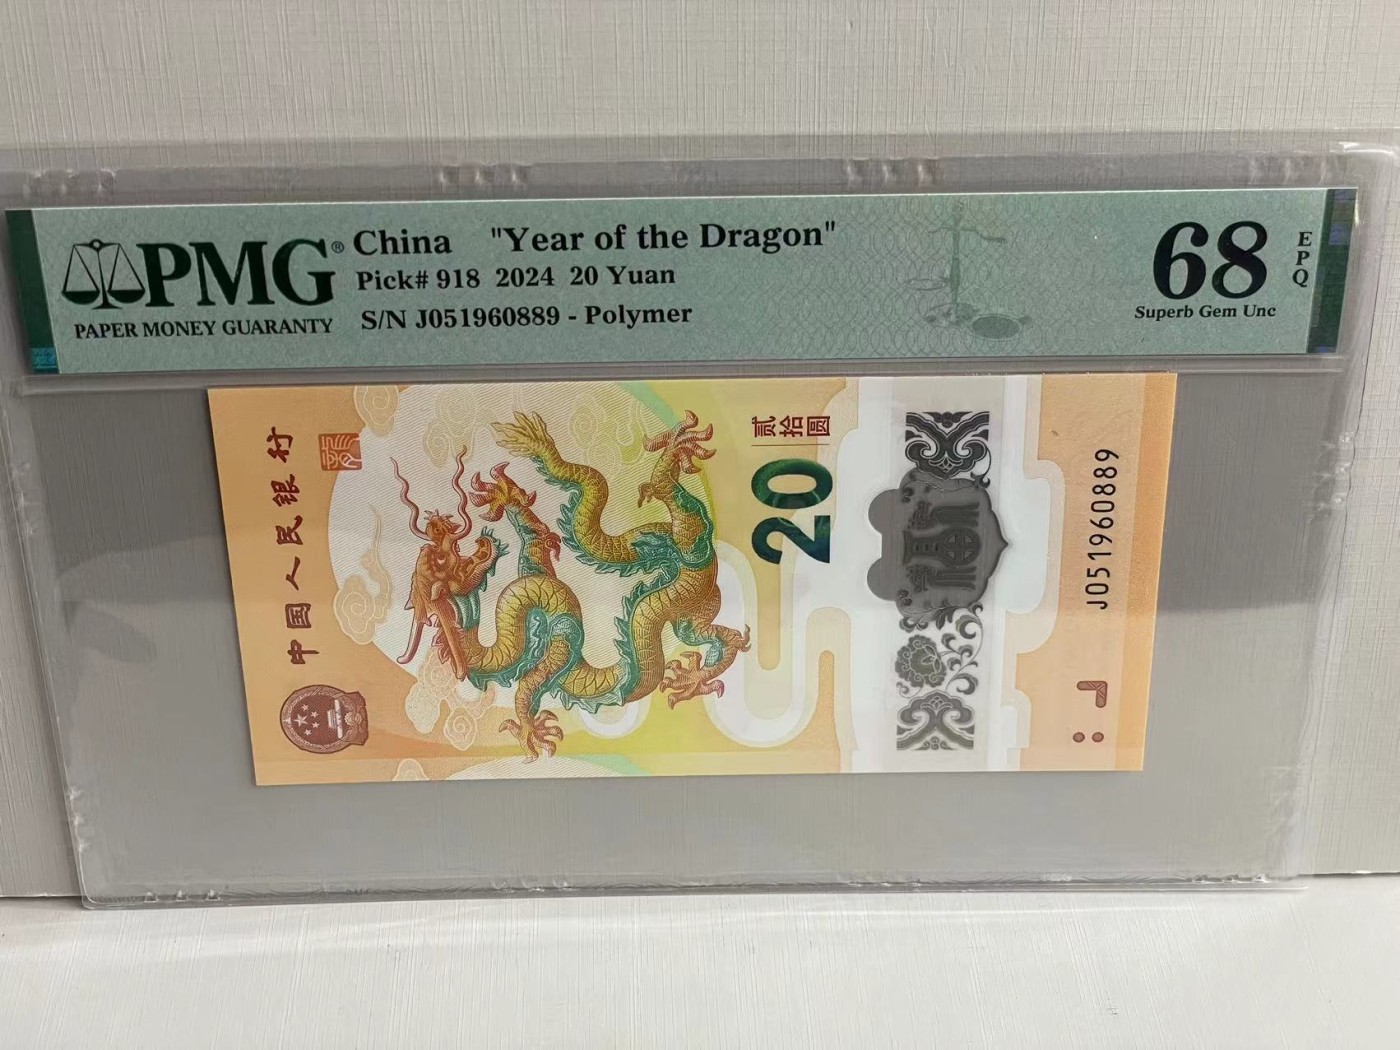 PMG®
PAPER MONEY GUARANTY
China "Year of the Dragon"
Pick# 918 2024 20 Yuan
S/N J051960889 - Polymer
68
EPQ
Superb Gem Unc
中国人民银行
贰拾圆
20
J051960889